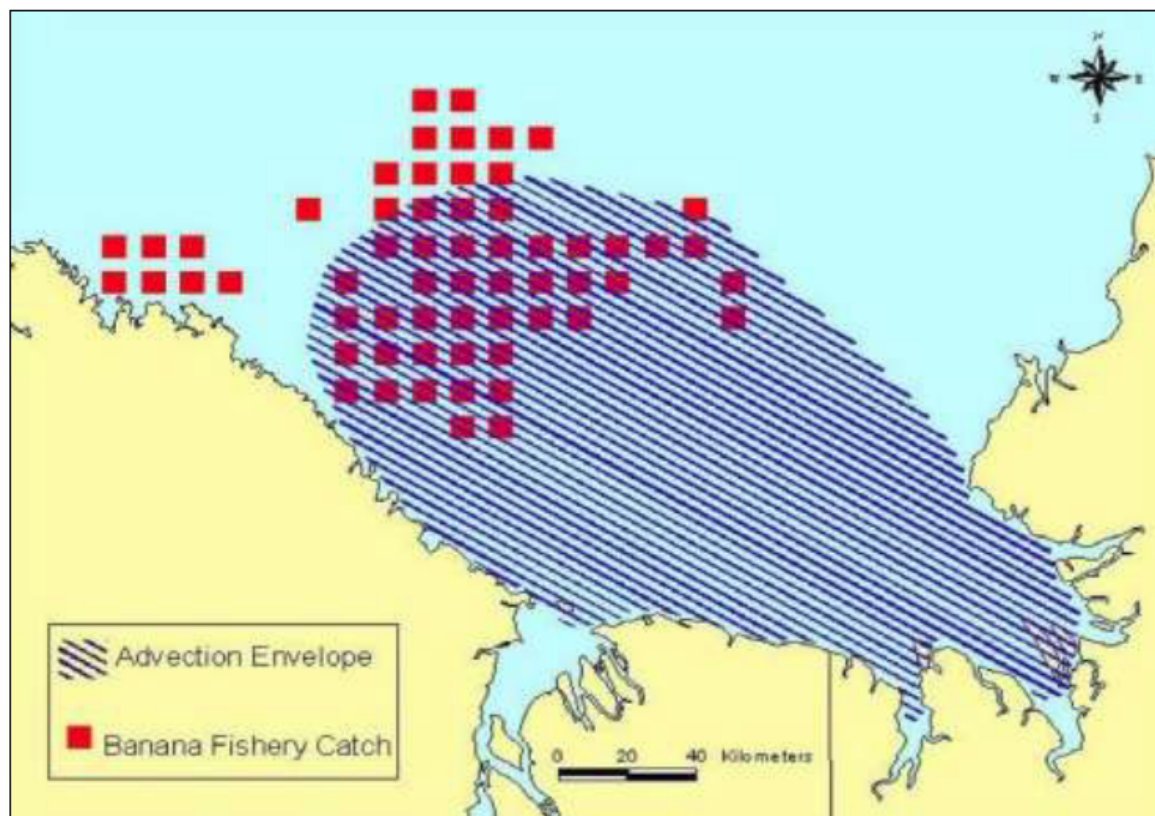 N
W E
S
Advection Envelope
Banana Fishery Catch
0 20 40 Kilometers